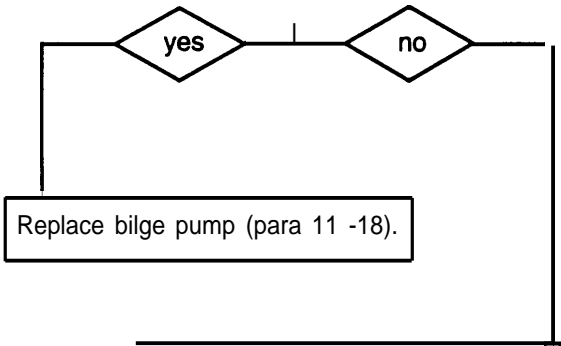 yes no
Replace bilge pump (para 11 -18).